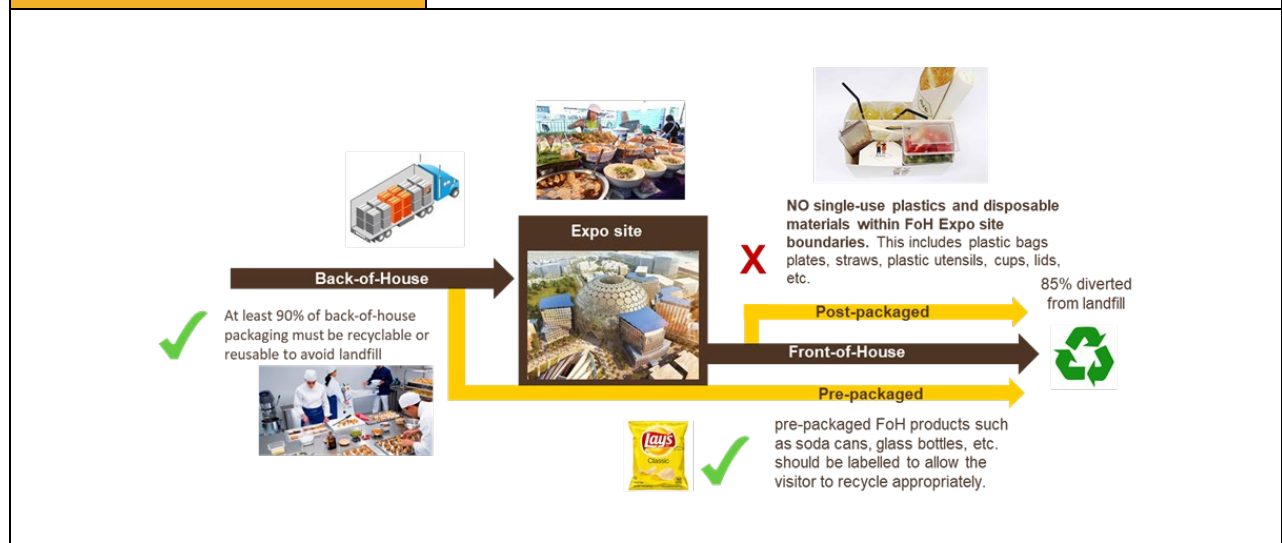 Expo site
NO single-use plastics and disposable
materials within FoH Expo site
boundaries. This includes plastic bags
plates, straws, plastic utensils, cups, lids,
etc.
X
Back-of-House
At least 90% of back-of-house
packaging must be recyclable or
reusable to avoid landfill
85% diverted
from landfill
Post-packaged
Front-of-House
Pre-packaged
Lay's
Classic
pre-packaged FoH products such
as soda cans, glass bottles, etc.
should be labelled to allow the
visitor to recycle appropriately.